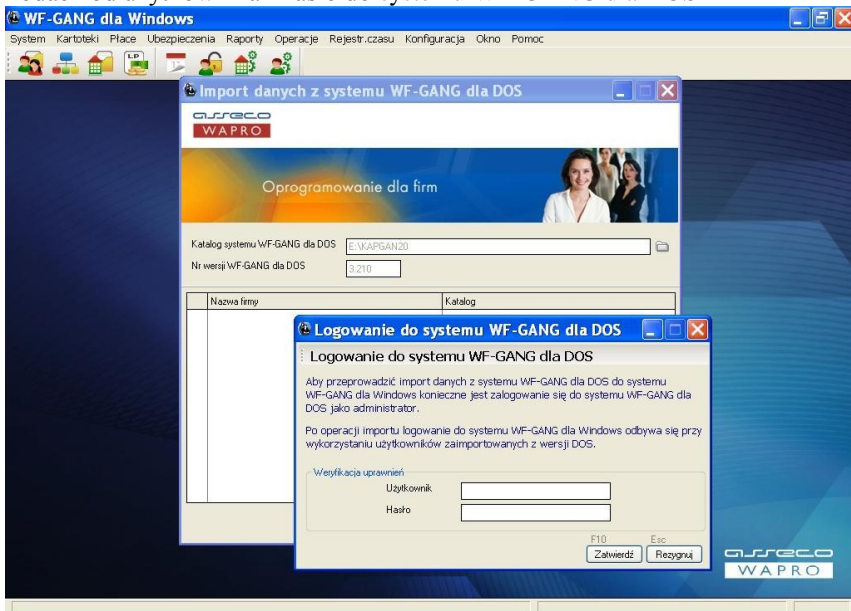 WF-GANG dla Windows
System Kartoteki Płace Ubezpieczenia Raporty Operacje Rejestr.czasu Konfiguracja Okno Pomoc
LP
Import danych z systemu WF-GANG dla DOS
asseco
WAPRO
Oprogramowanie dla firm
Katalog systemu WF-GANG dla DOS E:\KAPGAN20
Nr wersji WF-GANG dla DOS 3.210
Nazwa firmy Katalog
Logowanie do systemu WF-GANG dla DOS
Logowanie do systemu WF-GANG dla DOS
Aby przeprowadzić import danych z systemu WF-GANG dla DOS do systemu
WF-GANG dla Windows konieczne jest zalogowanie się do systemu WF-GANG dla
DOS jako administrator.
Po operacji importu logowanie do systemu WF-GANG dla Windows odbywa się przy
wykorzystaniu użytkowników zaimportowanych z wersji DOS.
Weryfikacja uprawnień
Użytkownik
Hasło
F10 Esc
Zatwierdź Rezygnuj
asseco
WAPRO